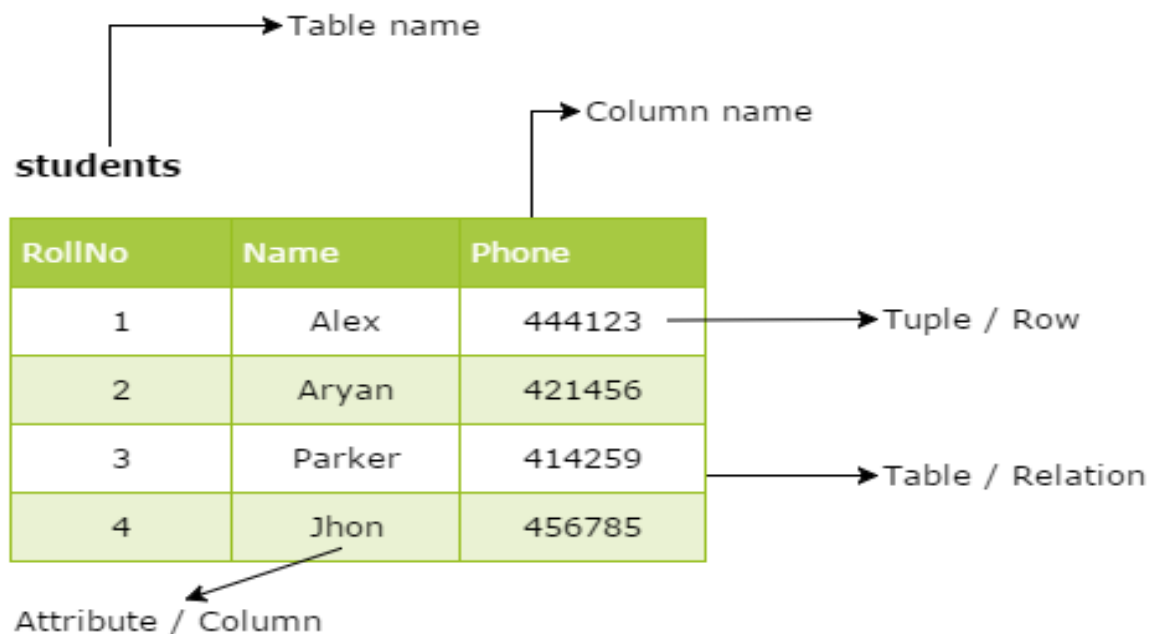 Table name
Column name
students
RollNo Name Phone
1 Alex 444123 Tuple / Row
2 Aryan 421456
3 Parker 414259 Table / Relation
4 Jhon 456785
Attribute / Column